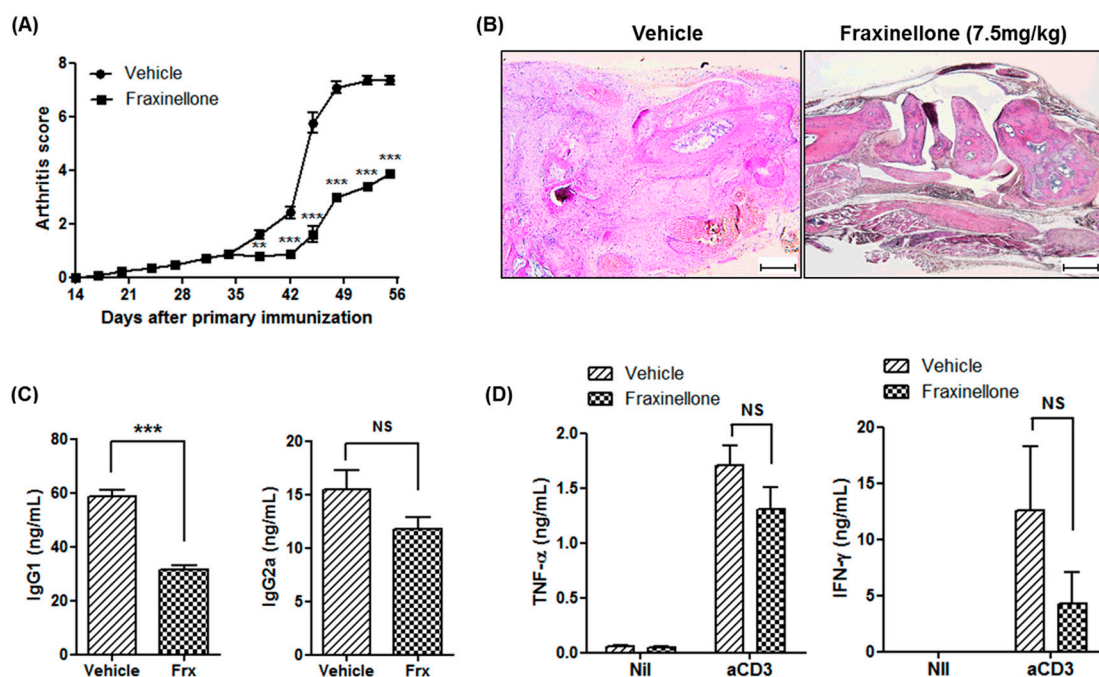 (A)
Vehicle
Fraxinellone
Arthritis score
8
6
4
2
0
**
***
***
***
***
***
14 21 28 35 42 49 56
Days after primary immunization
(B)
Vehicle
Fraxinellone (7.5mg/kg)
(C)
***
IgG1 (ng/mL)
80
60
40
20
0
Vehicle Frx
NS
IgG2a (ng/mL)
20
15
10
5
0
Vehicle Frx
(D)
Vehicle
Fraxinellone
NS
TNF-α (ng/mL)
2.0
1.5
1.0
0.5
0.0
Nil aCD3
Vehicle
Fraxinellone
NS
IFN-γ (ng/mL)
20
15
10
5
0
NII aCD3